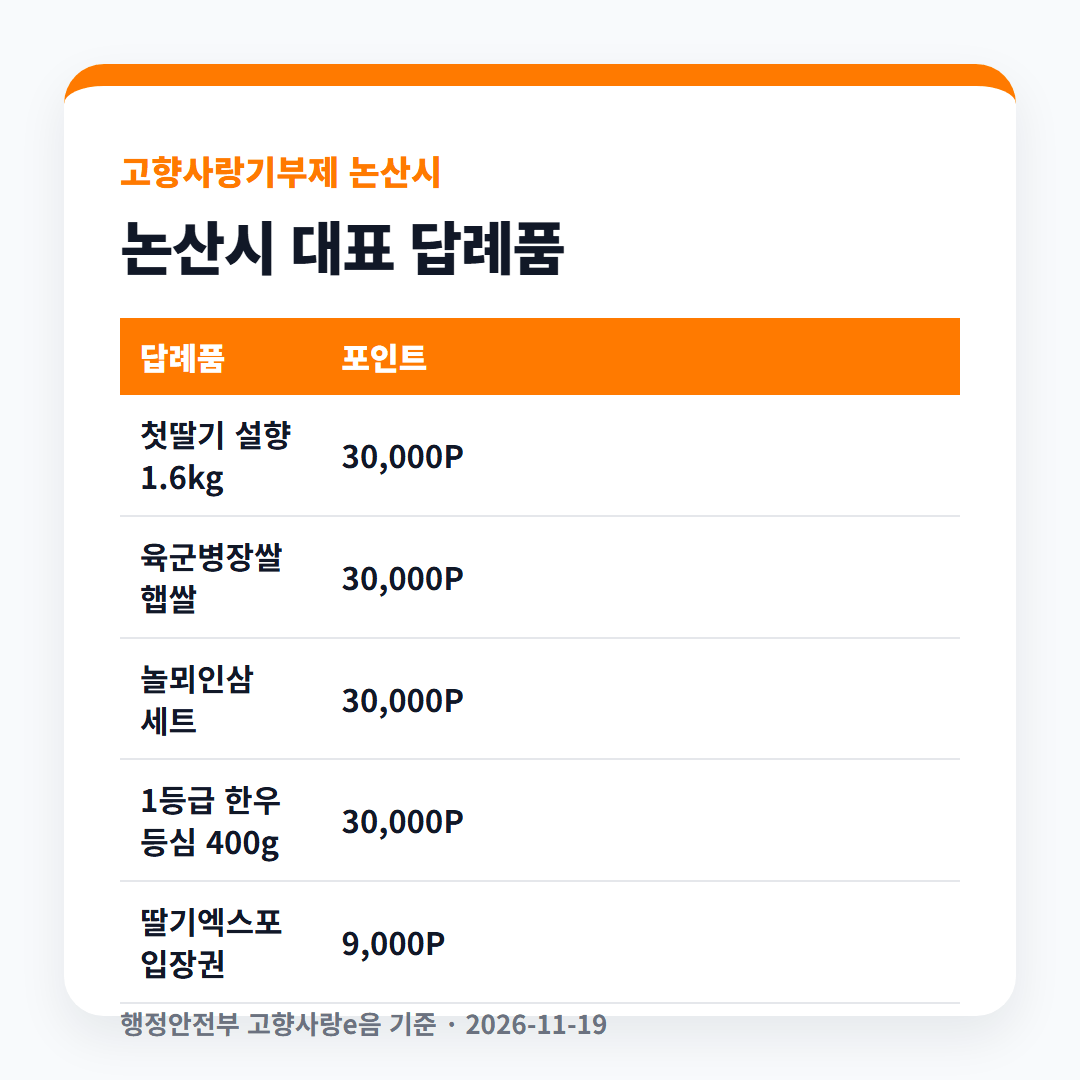 고향사랑기부제 논산시
논산시 대표 답례품
답례품 포인트
첫딸기 설향
1.6kg
30,000P
육군병장쌀
햅쌀
30,000P
놀뫼인삼
세트
30,000P
1등급 한우
등심 400g
30,000P
딸기엑스포
입장권
9,000P
행정안전부 고향사랑e음 기준 · 2026-11-19